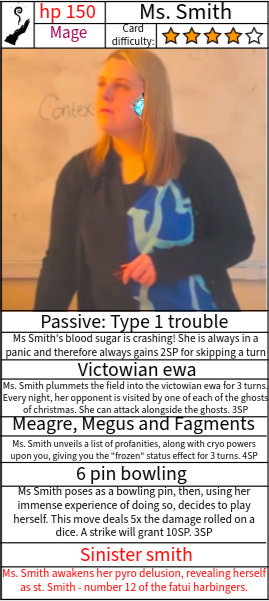 hp 150
Ms. Smith
Mage
Card
difficulty:
Contex
Passive: Type 1 trouble
Ms Smith's blood sugar is crashing! She is always in a
panic and therefore always gains 2SP for skipping a turn
Victorian ewa
Ms. Smith plummets the field into the victorian ewa for 3 turns.
Every night, her opponent is visited by one of each of the ghosts
of christmas. She can attack alongside the ghosts. 3SP
Meagre, Megus and Fagments
Ms. Smith unveils a list of profanities, along with cryo powers
upon you, giving you the "frozen" status effect for 3 turns. 4SP
6 pin bowling
Ms Smith poses as a bowling pin, then, using her
immense experience of doing so, decides to play
herself. This move deals 5x the damage rolled on a
dice. A strike will grant 10SP. 3SP
Sinister smith
Ms. Smith awakens her pyro delusion, revealing herself
as st. Smith - number 12 of the fatui harbingers.